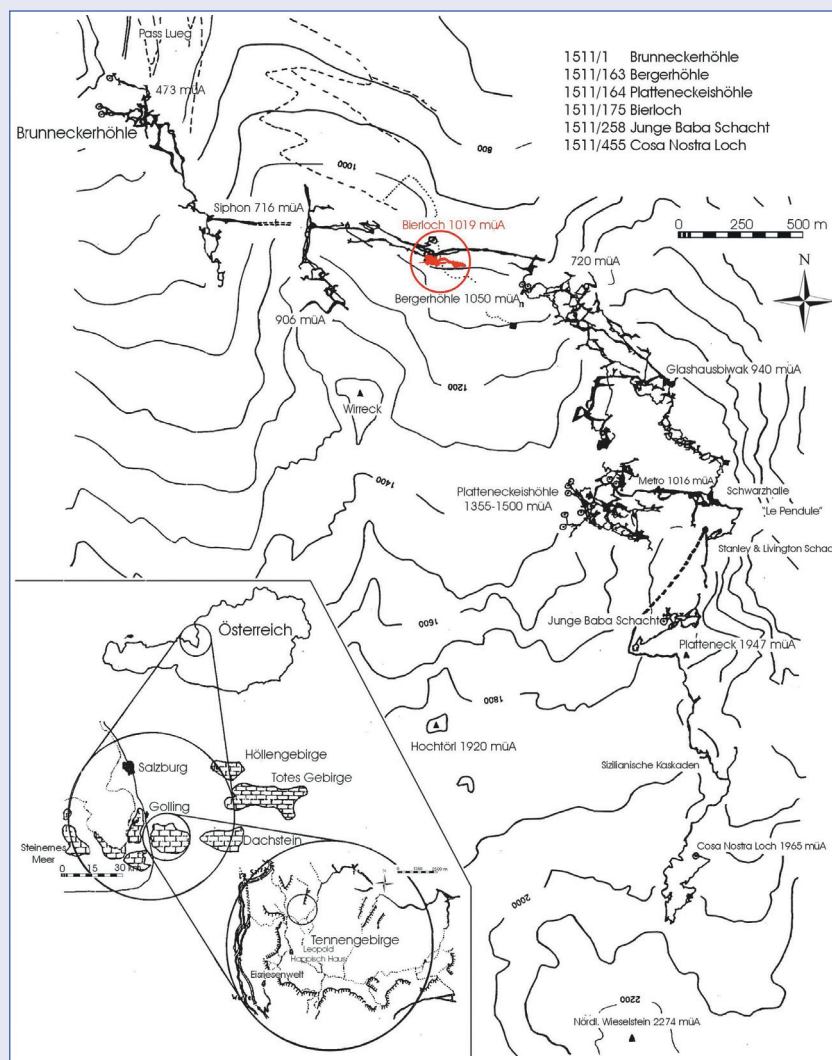 Pass Lueg
473 müA
Brunneckerhöhle
1511/1 Brunneckerhöhle
1511/163 Bergerhöhle
1511/164 Platteneckeishöhle
1511/175 Bierloch
1511/258 Junge Baba Schacht
1511/455 Cosa Nostra Loch
800
1000
0 200 500 m
N
Siphon 716 müA
Bierloch 1019 müA
720 müA
Bergerhöhle 1050 müA
906 müA
1200
Glashausbiwak 940 müA
Wirreck
1400
Platteneckeishöhle
1355-1500 müA
Metro 1016 müA
Schwarzhalle
"Le Pendule"
Stanley & Livington Schac
1600
Junge Baba Schacht
Platteneck 1947 müA
1800
Hochtörl 1920 müA
Sizilianische Kaskaden
Cosa Nostra Loch 1965 müA
2000
2200
Nördl. Wieselstein 2274 müA
Österreich
Salzburg
Höllengebirge
Totes Gebirge
Golling
Steinernes
Meer
Dachstein
0 15 30 km
Tennengebirge
Leopold
Happisch Haus
Eisriesenwelt